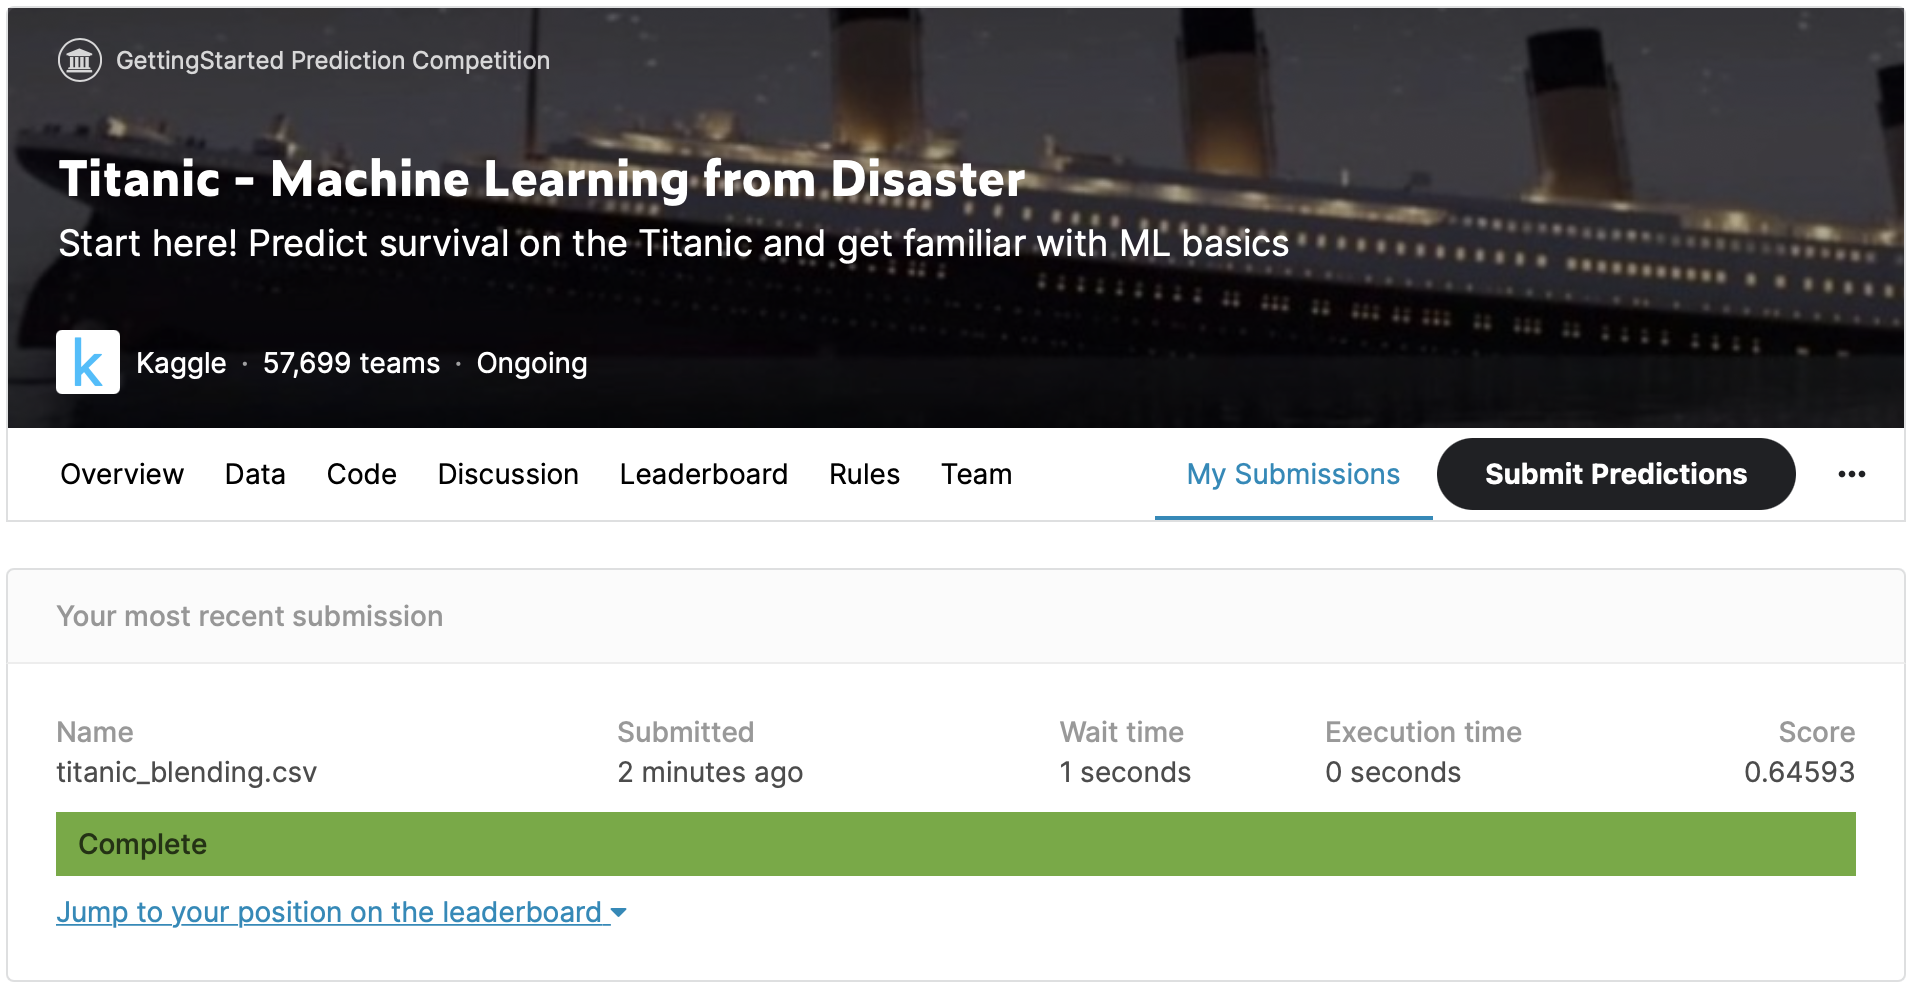 GettingStarted Prediction Competition
Titanic - Machine Learning from Disaster
Start here! Predict survival on the Titanic and get familiar with ML basics
k Kaggle · 57,699 teams · Ongoing
Overview Data Code Discussion Leaderboard Rules Team My Submissions Submit Predictions ...
Your most recent submission
Name Submitted Wait time Execution time Score
titanic_blending.csv 2 minutes ago 1 seconds 0 seconds 0.64593
Complete
Jump to your position on the leaderboard